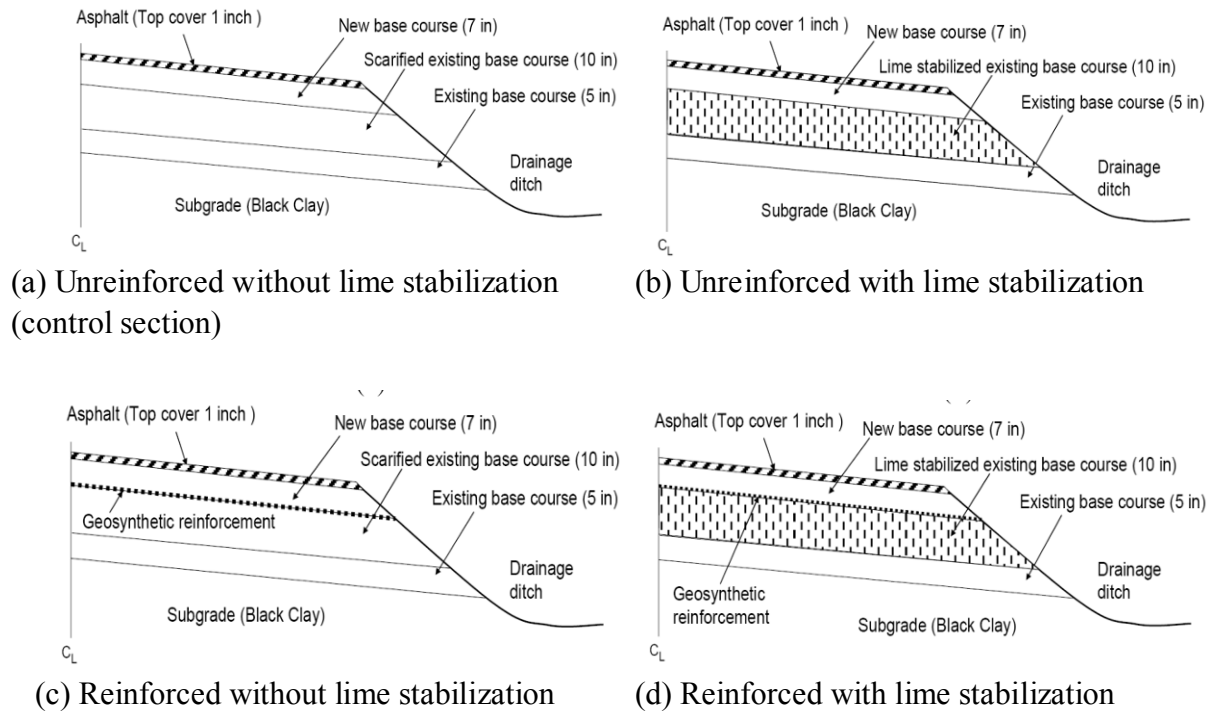 Asphalt (Top cover 1 inch )
New base course (7 in)
Scarified existing base course (10 in)
Existing base course (5 in)
Drainage
ditch
Subgrade (Black Clay)
CL
(a) Unreinforced without lime stabilization
(control section)
Asphalt (Top cover 1 inch )
New base course (7 in)
Lime stabilized existing base course (10 in)
Existing base course (5 in)
Drainage
ditch
Subgrade (Black Clay)
CL
(b) Unreinforced with lime stabilization
Asphalt (Top cover 1 inch )
New base course (7 in)
Scarified existing base course (10 in)
Existing base course (5 in)
Geosynthetic reinforcement
Drainage
ditch
Subgrade (Black Clay)
CL
(c) Reinforced without lime stabilization
Asphalt (Top cover 1 inch )
New base course (7 in)
Lime stabilized existing base course (10 in)
Existing base course (5 in)
Drainage
ditch
Geosynthetic
reinforcement
Subgrade (Black Clay)
CL
(d) Reinforced with lime stabilization